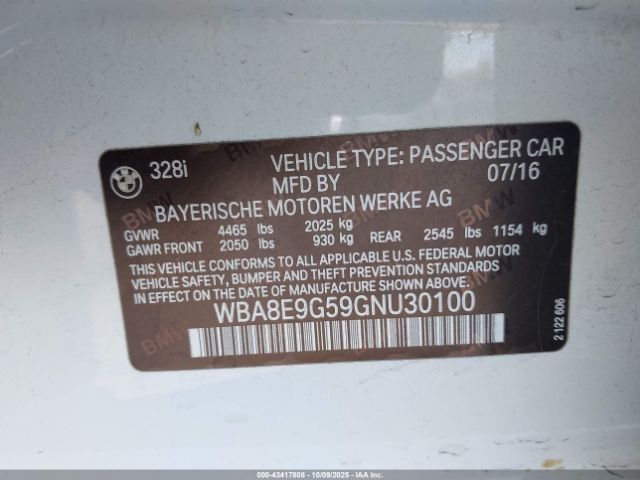 BMW
328i VEHICLE TYPE: PASSENGER CAR
MFD BY 07/16
BAYERISCHE MOTOREN WERKE AG
GVWR 4465 lbs 2025 kg
GAWR FRONT 2050 lbs 930 kg REAR 2545 lbs 1154 kg
THIS VEHICLE CONFORMS TO ALL APPLICABLE U.S. FEDERAL MOTOR
VEHICLE SAFETY, BUMPER AND THEFT PREVENTION STANDARDS IN
EFFECT ON THE DATE OF MANUFACTURE SHOWN ABOVE.
WBA8E9G59GNU30100
2 122 606
000-43417808 - 10/09/2025 - IAAI.COM